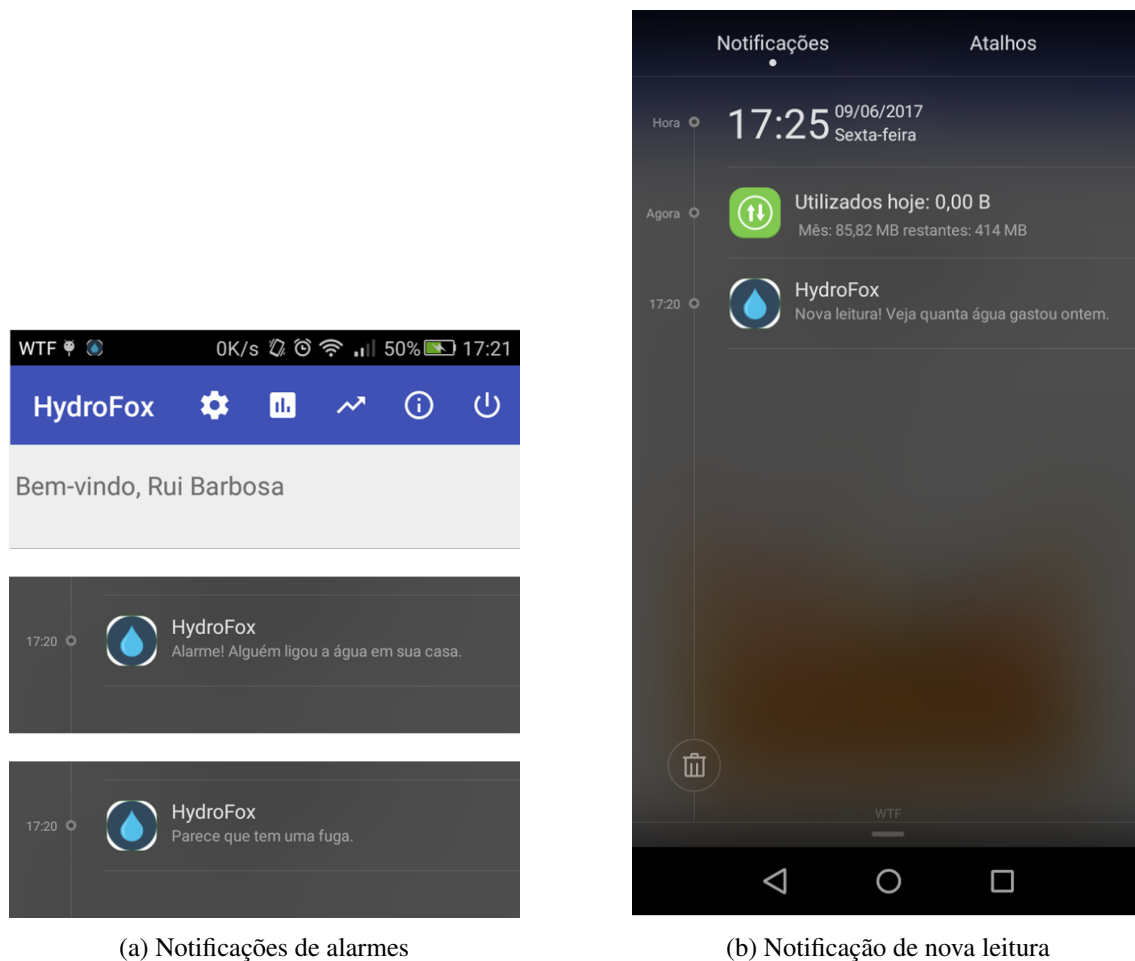 WTF 0K/s 50% 17:21
HydroFox
Bem-vindo, Rui Barbosa
17:20
HydroFox
Alarme! Alguém ligou a água em sua casa.
17:20
HydroFox
Parece que tem uma fuga.
(a) Notificações de alarmes
Notificações Atalhos
Hora 17:25 09/06/2017
Sexta-feira
Agora
Utilizados hoje: 0,00 B
Mês: 85,82 MB restantes: 414 MB
17:20
HydroFox
Nova leitura! Veja quanta água gastou ontem.
WTF
(b) Notificação de nova leitura